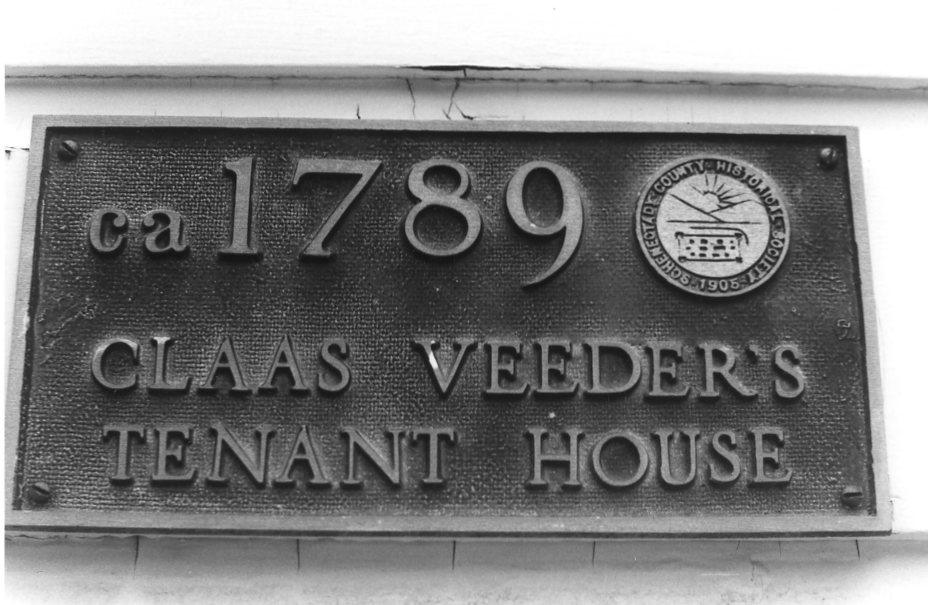 ca 1789
SCHENECTADY COUNTY HISTORICAL SOCIETY
1905
CLAAS VEEDER'S
TENANT HOUSE